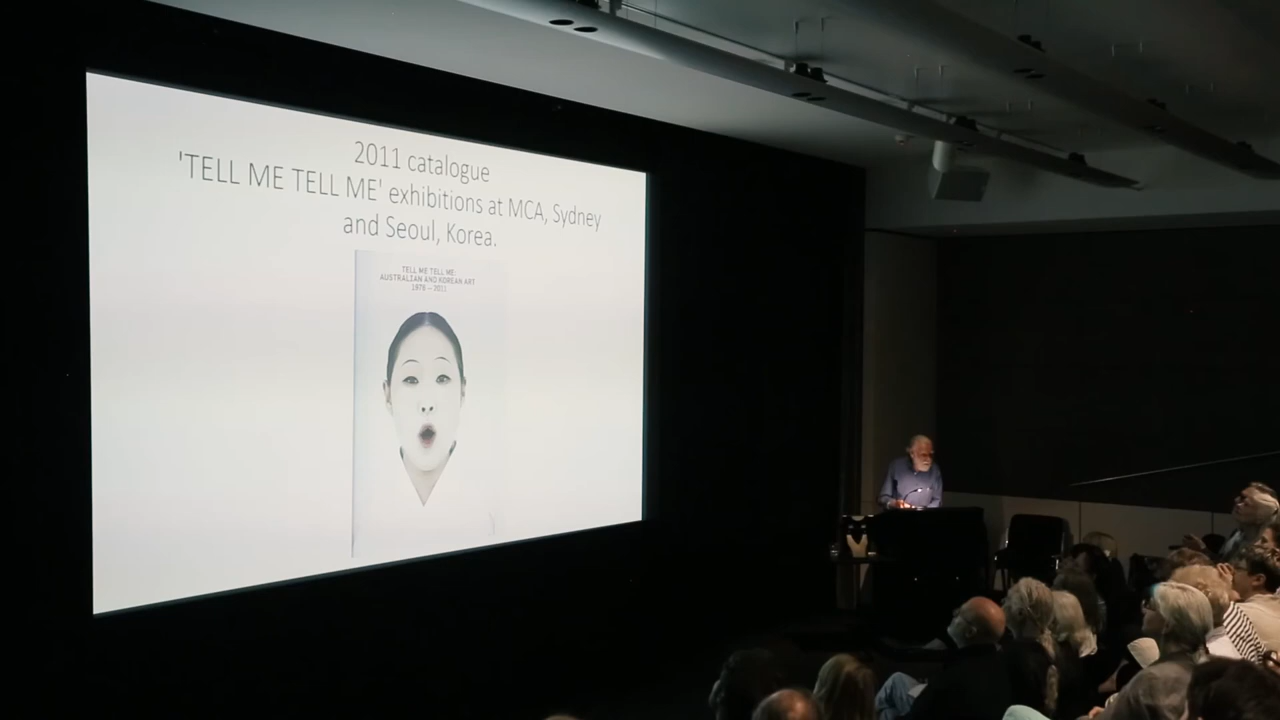 2011 catalogue
'TELL ME TELL ME' exhibitions at MCA, Sydney
and Seoul, Korea.
TELL ME TELL ME:
AUSTRALIAN AND KOREAN ART
1976 – 2011